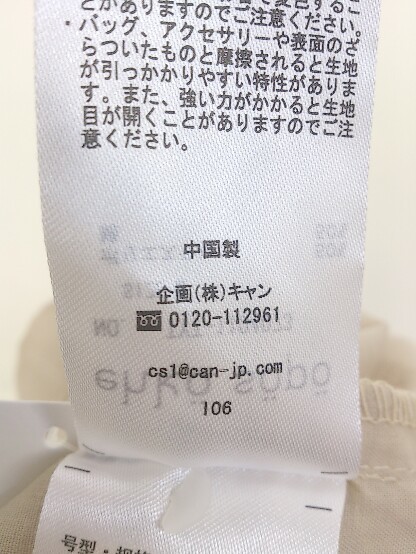 とがありますのでご注意ください。
・バッグ、アクセサリーや表面のざ
らついたものと摩擦されると生地
が引っかかりやすい特性がありま
す。また、強い力がかかると生地
目が開くことがありますのでご注
意ください。
中国製
企画(株)キャン
0120-112961
cs1@can-jp.com
106
号型・規格